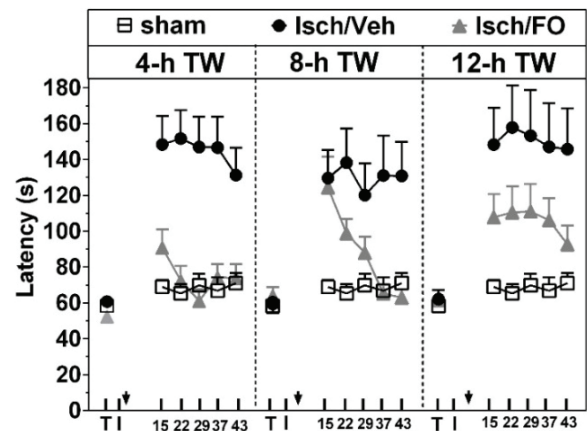 sham Isch/Veh Isch/FO
4-h TW 8-h TW 12-h TW
Latency (s)
180
160
140
120
100
80
60
40
20
0
T I 15 22 29 37 43 T I 15 22 29 37 43 T I 15 22 29 37 43